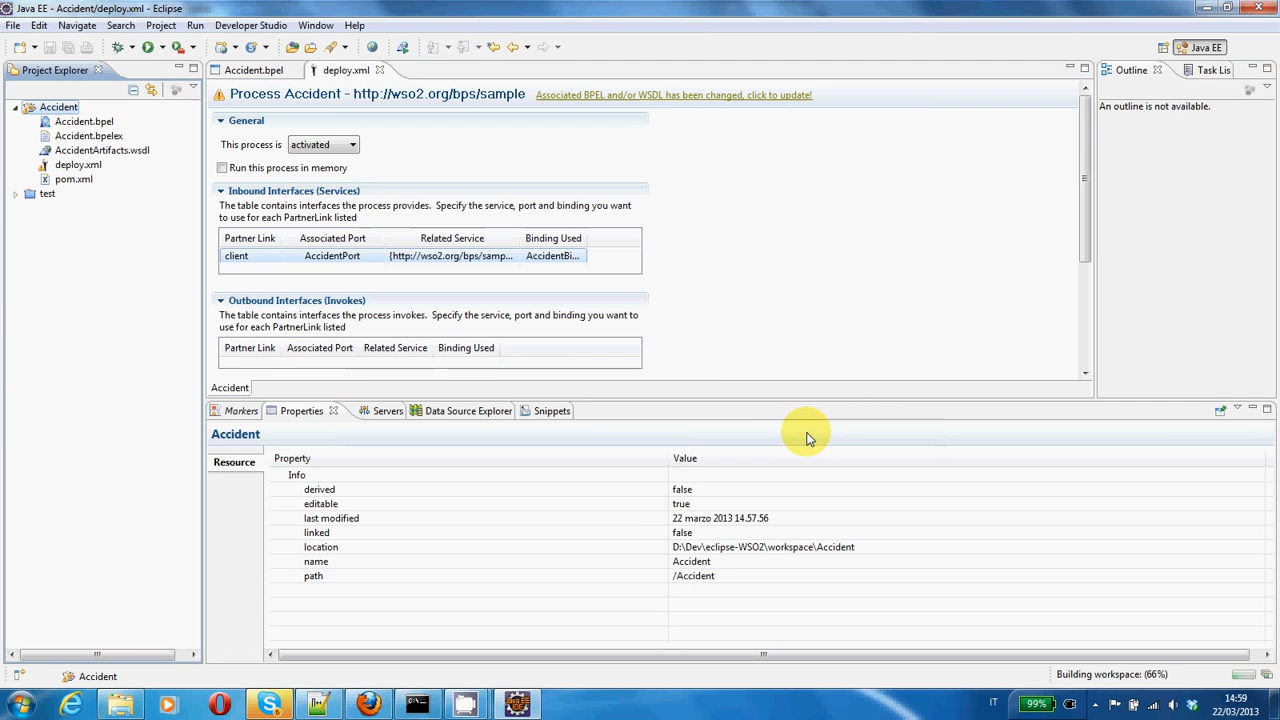 Java EE - Accident/deploy.xml - Eclipse
File Edit Navigate Search Project Run Developer Studio Window Help
Java EE
Project Explorer
Accident
Accident.bpel
Accident.bpelex
AccidentArtifacts.wsdl
deploy.xml
pom.xml
test
Accident.bpel deploy.xml
Process Accident - http://wso2.org/bps/sample Associated BPEL and/or WSDL has been changed, click to update!
General
This process is activated
Run this process in memory
Inbound Interfaces (Services)
The table contains interfaces the process provides. Specify the service, port and binding you want
to use for each PartnerLink listed
Partner Link Associated Port Related Service Binding Used
client AccidentPort {http://wso2.org/bps/samp... AccidentBi...
Outbound Interfaces (Invokes)
The table contains interfaces the process invokes. Specify the service, port and binding you want to
use for each PartnerLink listed
Partner Link Associated Port Related Service Binding Used
Accident
Outline Task Lis
An outline is not available.
Markers Properties Servers Data Source Explorer Snippets
Accident
Resource
Property Value
Info
derived false
editable true
last modified 22 marzo 2013 14.57.56
linked false
location D:\Dev\eclipse-WSO2\workspace\Accident
name Accident
path /Accident
Accident
Building workspace: (66%)
IT
99%
14:59
22/03/2013